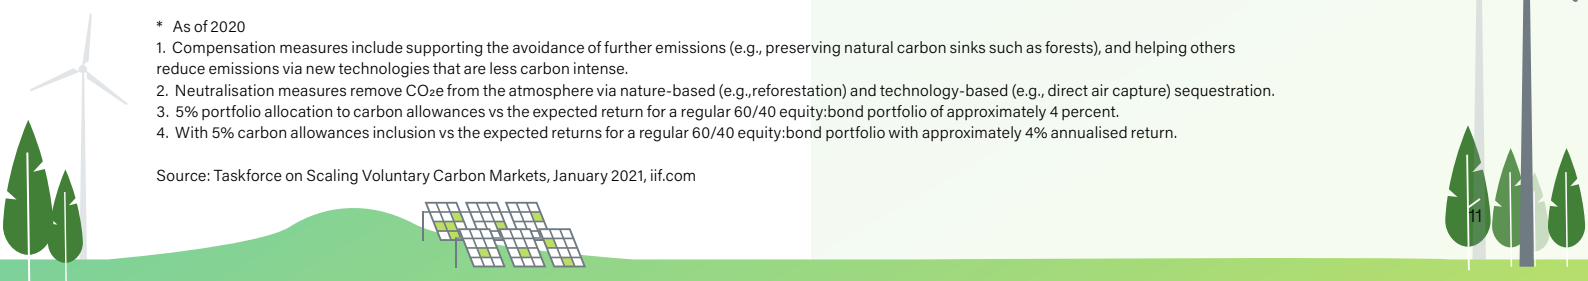 * As of 2020
1. Compensation measures include supporting the avoidance of further emissions (e.g., preserving natural carbon sinks such as forests), and helping others
reduce emissions via new technologies that are less carbon intense.
2. Neutralisation measures remove CO₂e from the atmosphere via nature-based (e.g.,reforestation) and technology-based (e.g., direct air capture) sequestration.
3. 5% portfolio allocation to carbon allowances vs the expected return for a regular 60/40 equity:bond portfolio of approximately 4 percent.
4. With 5% carbon allowances inclusion vs the expected returns for a regular 60/40 equity:bond portfolio with approximately 4% annualised return.
Source: Taskforce on Scaling Voluntary Carbon Markets, January 2021, iif.com
11